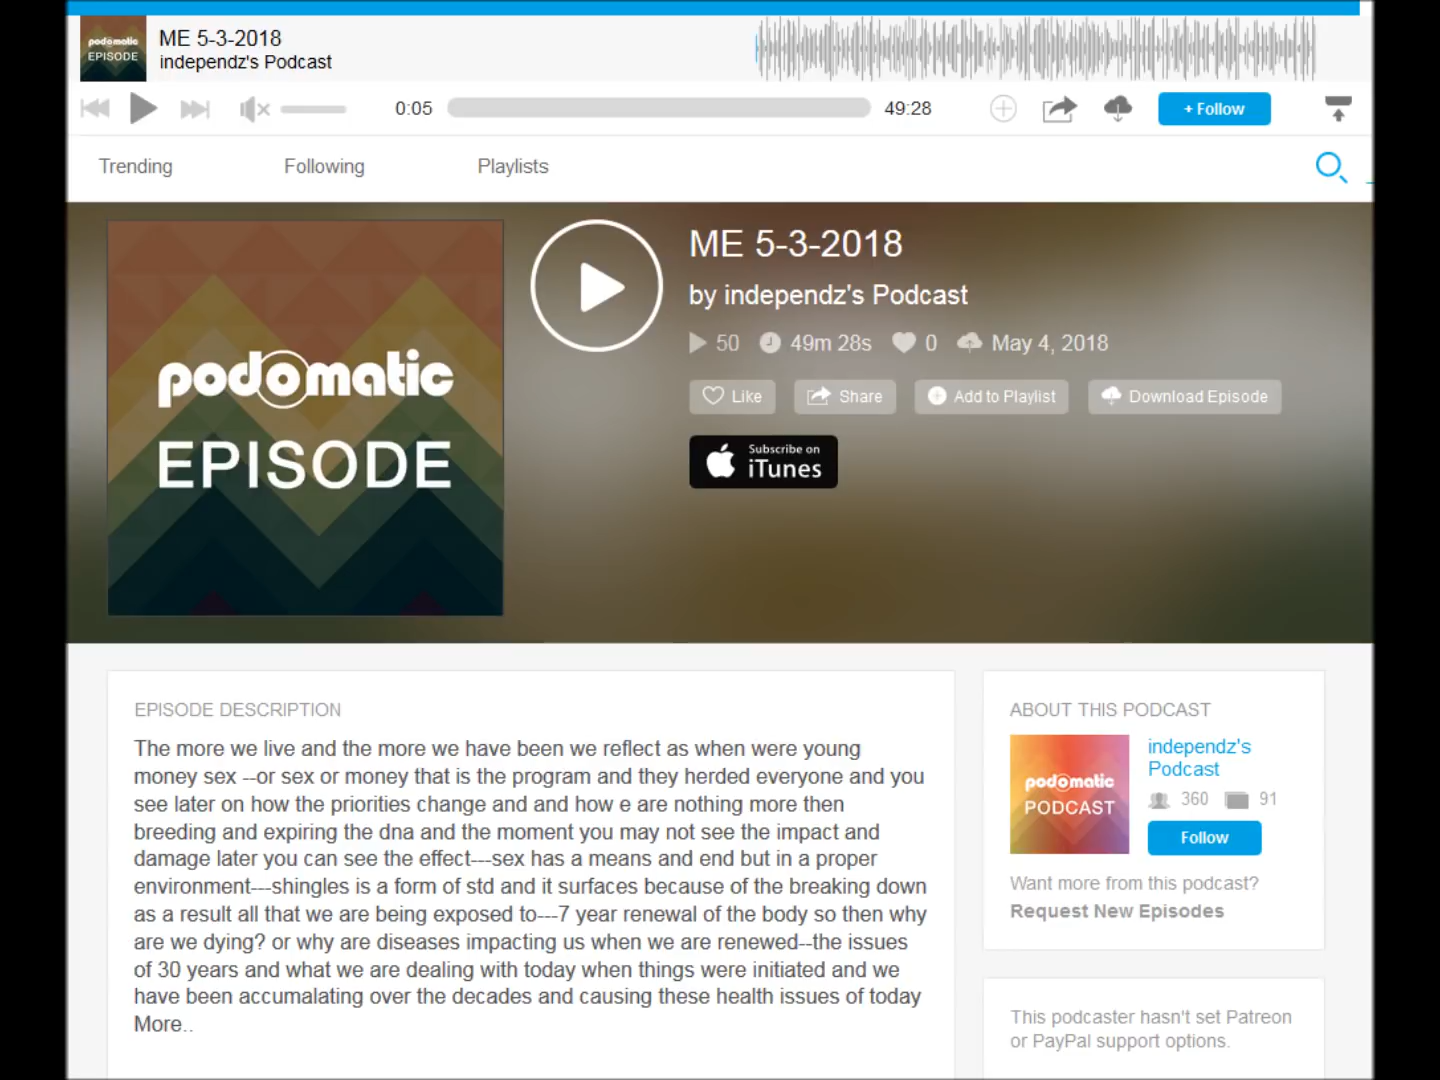 podomatic
EPISODE
ME 5-3-2018
independz's Podcast
0:05
49:28
+ Follow
Trending
Following
Playlists
podomatic
EPISODE
ME 5-3-2018
by independz's Podcast
50
49m 28s
0
May 4, 2018
Like
Share
Add to Playlist
Download Episode
Subscribe on
iTunes
EPISODE DESCRIPTION
The more we live and the more we have been we reflect as when were young
money sex --or sex or money that is the program and they herded everyone and you
see later on how the priorities change and and how e are nothing more then
breeding and expiring the dna and the moment you may not see the impact and
damage later you can see the effect---sex has a means and end but in a proper
environment---shingles is a form of std and it surfaces because of the breaking down
as a result all that we are being exposed to---7 year renewal of the body so then why
are we dying? or why are diseases impacting us when we are renewed--the issues
of 30 years and what we are dealing with today when things were initiated and we
have been accumalating over the decades and causing these health issues of today
More..
ABOUT THIS PODCAST
podomatic
PODCAST
independz's
Podcast
360
91
Follow
Want more from this podcast?
Request New Episodes
This podcaster hasn't set Patreon
or PayPal support options.